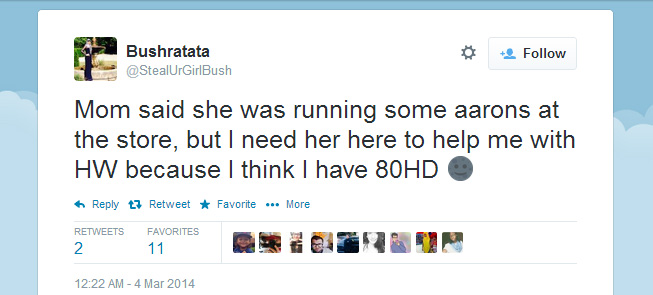 Bushratata
@StealUrGirlBush
Follow
Mom said she was running some aarons at
the store, but I need her here to help me with
HW because I think I have 80HD
Reply Retweet Favorite More
RETWEETS FAVORITES
2 11
12:22 AM - 4 Mar 2014